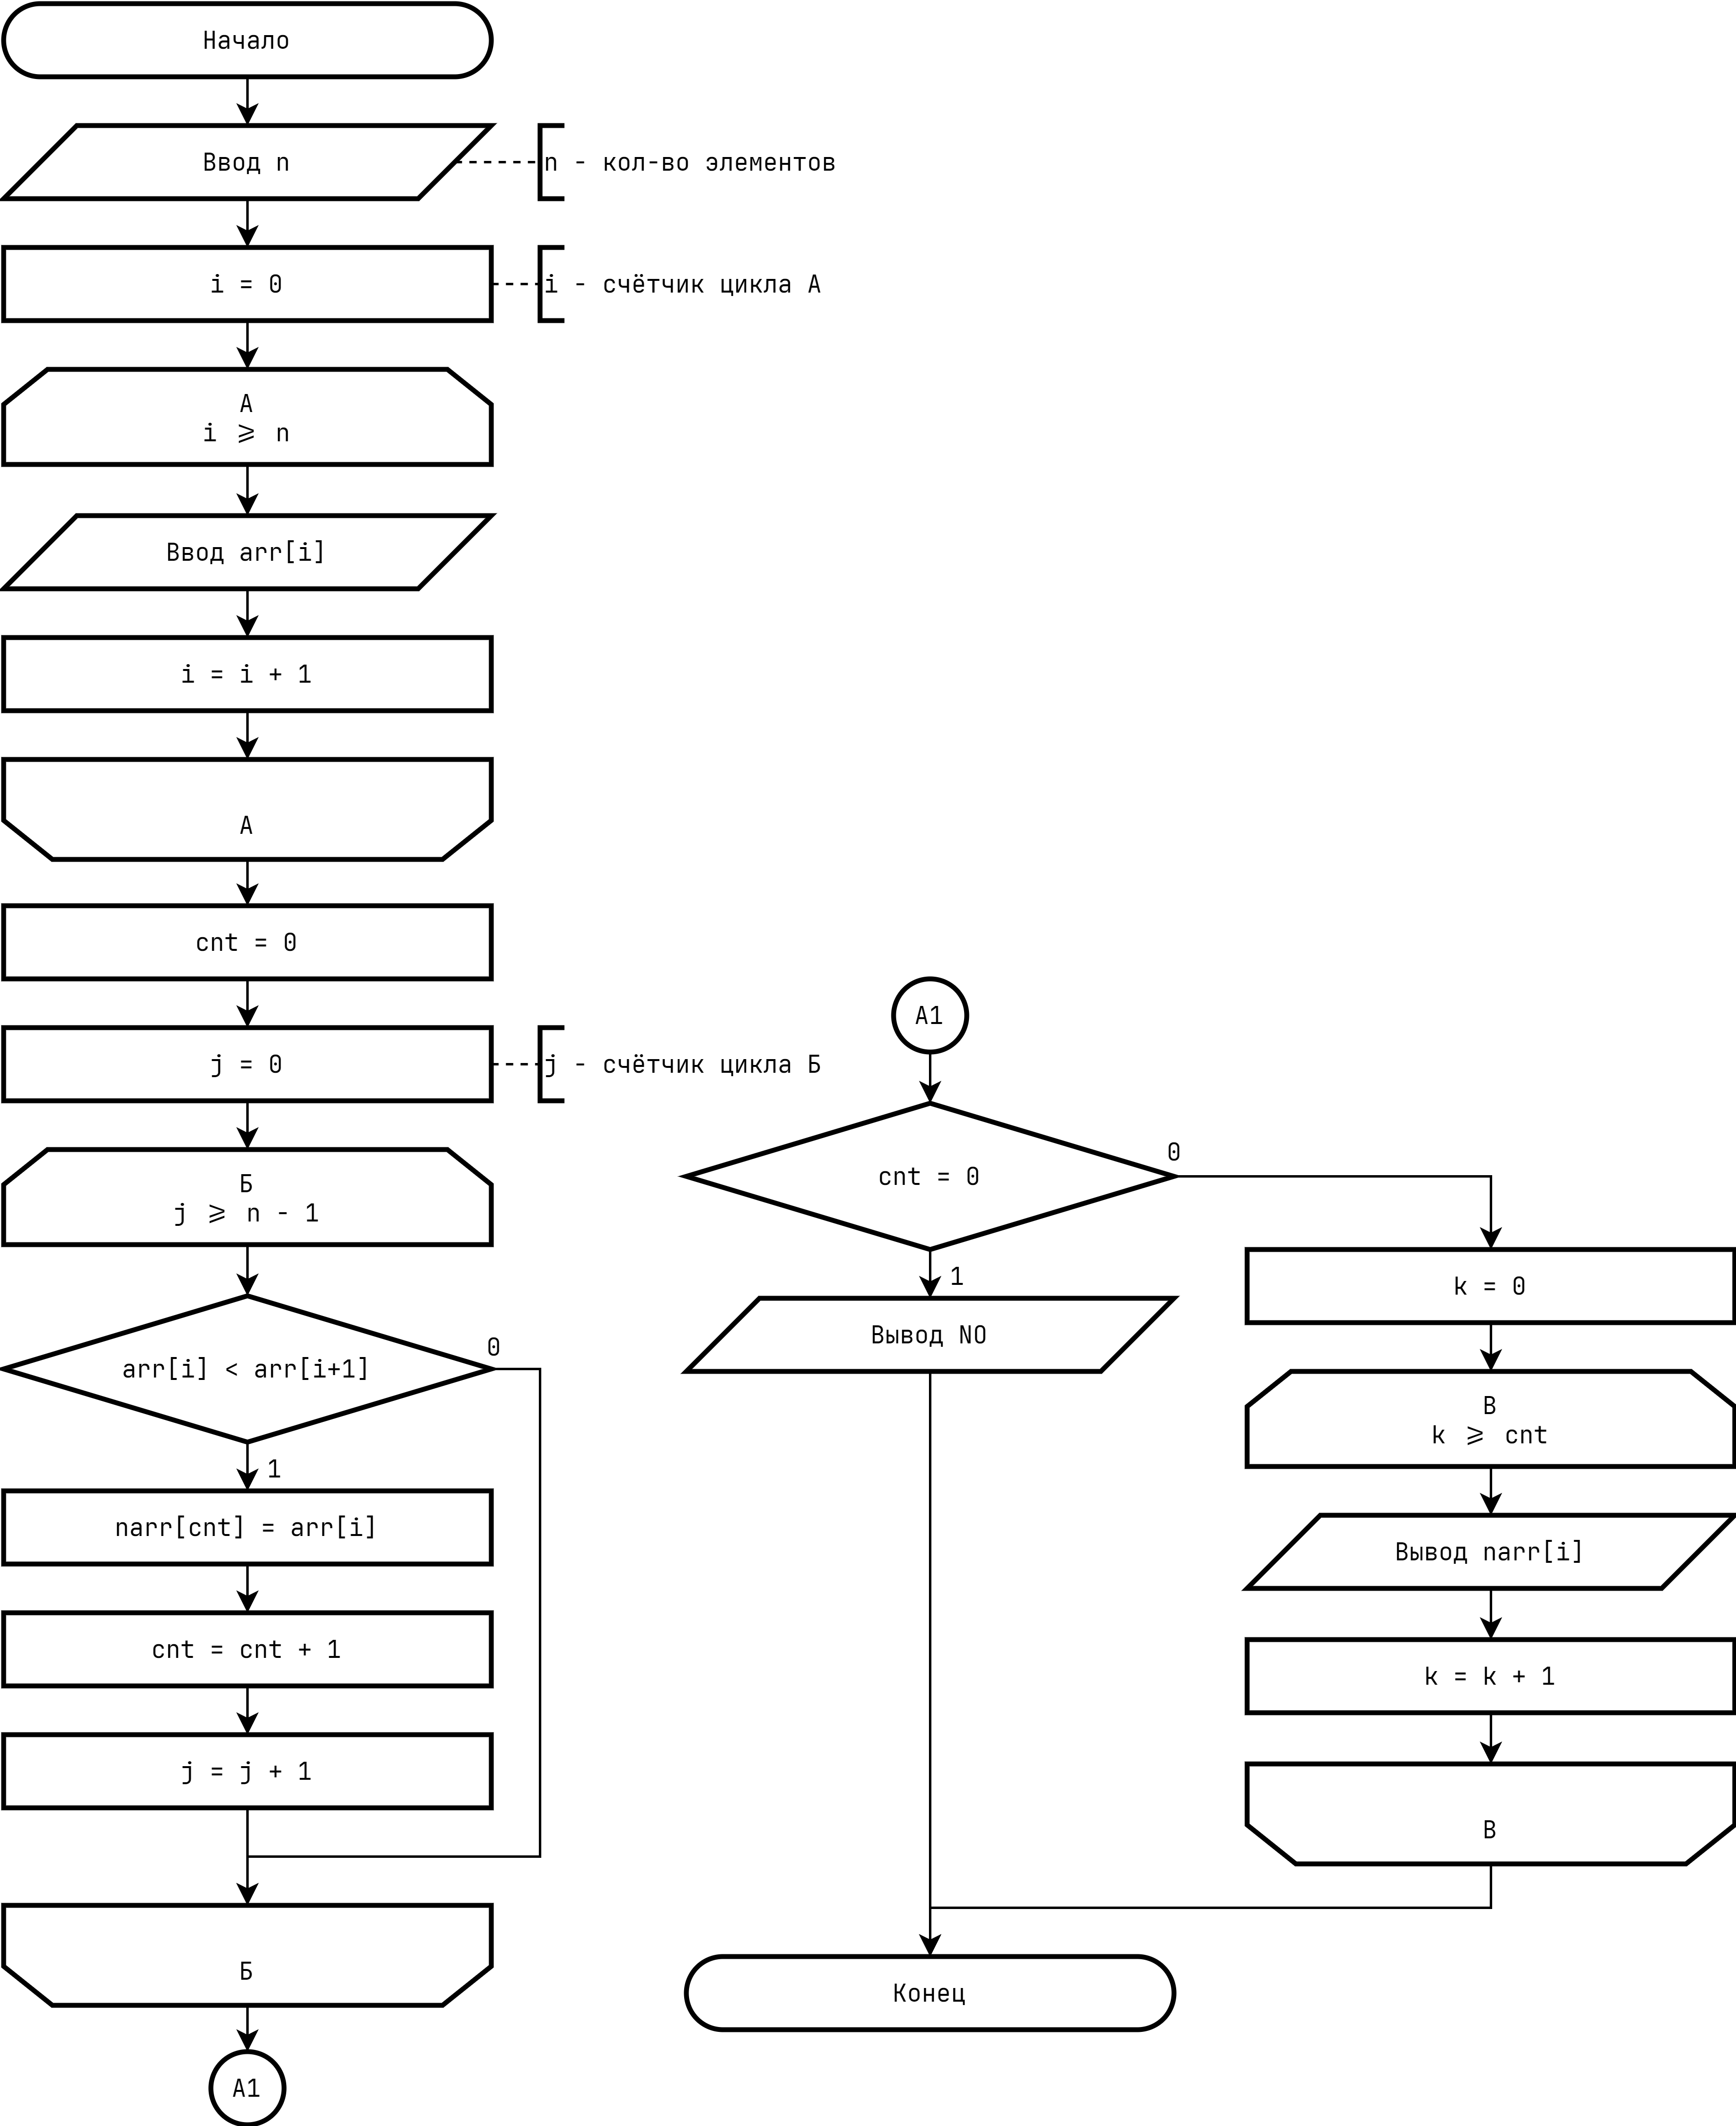 Начало
Ввод n
n - кол-во элементов
i = 0
i - счётчик цикла А
А
i ⩾ n
Ввод arr[i]
i = i + 1
А
cnt = 0
j = 0
j - счётчик цикла Б
Б
j ⩾ n - 1
arr[i] < arr[i+1]
0
1
narr[cnt] = arr[i]
cnt = cnt + 1
j = j + 1
Б
А1
А1
cnt = 0
0
1
Вывод NO
k = 0
В
k ⩾ cnt
Вывод narr[i]
k = k + 1
В
Конец